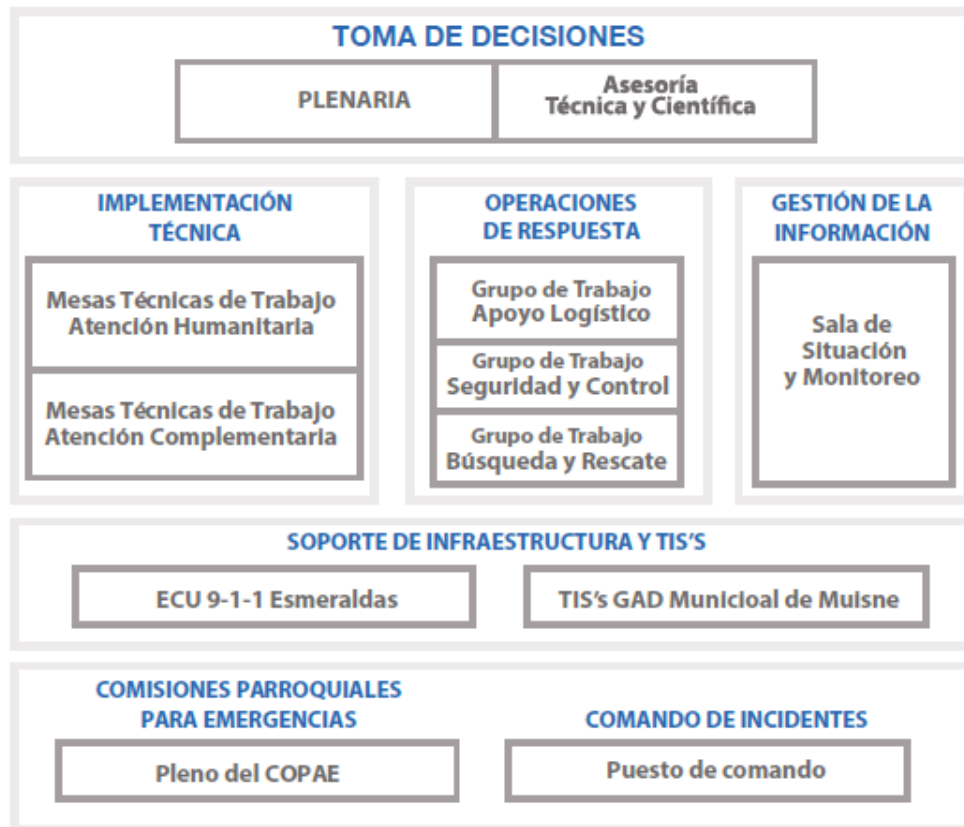 TOMA DE DECISIONES
PLENARIA
Asesoría
Técnica y Científica
IMPLEMENTACIÓN
TÉCNICA
Mesas Técnicas de Trabajo
Atención Humanitaria
Mesas Técnicas de Trabajo
Atención Complementaria
OPERACIONES
DE RESPUESTA
Grupo de Trabajo
Apoyo Logístico
Grupo de Trabajo
Seguridad y Control
Grupo de Trabajo
Búsqueda y Rescate
GESTIÓN DE LA
INFORMACIÓN
Sala de
Situación
y Monitoreo
SOPORTE DE INFRAESTRUCTURA Y TIS'S
ECU 9-1-1 Esmeraldas
TIS's GAD Municioal de Muisne
COMISIONES PARROQUIALES
PARA EMERGENCIAS
Pleno del COPAE
COMANDO DE INCIDENTES
Puesto de comando